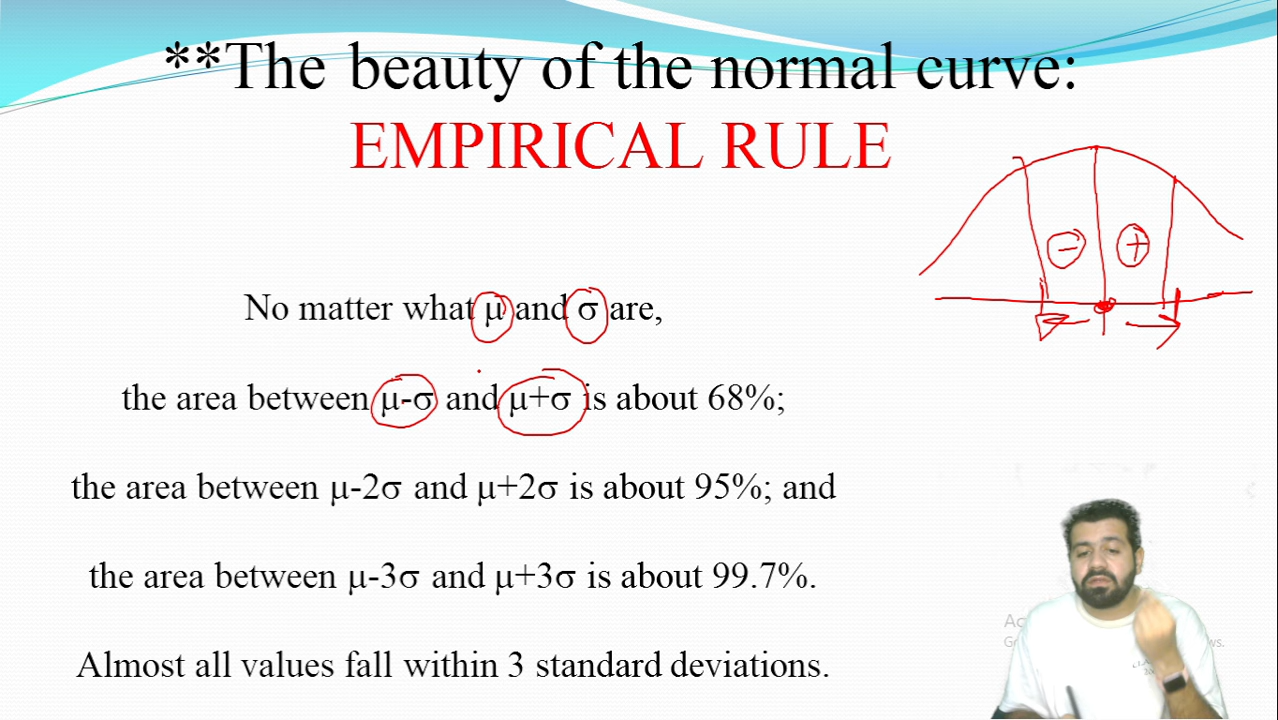 **The beauty of the normal curve:
EMPIRICAL RULE
No matter what μ and σ are,
the area between μ-σ and μ+σ is about 68%;
the area between μ-2σ and μ+2σ is about 95%; and
the area between μ-3σ and μ+3σ is about 99.7%.
Almost all values fall within 3 standard deviations.
- +